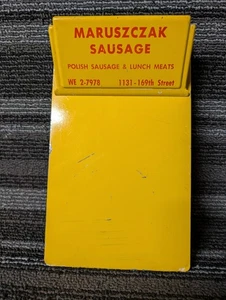 MARUSZCZAK
SAUSAGE
POLISH SAUSAGE & LUNCH MEATS
WE 2-7978 1131-169th Street